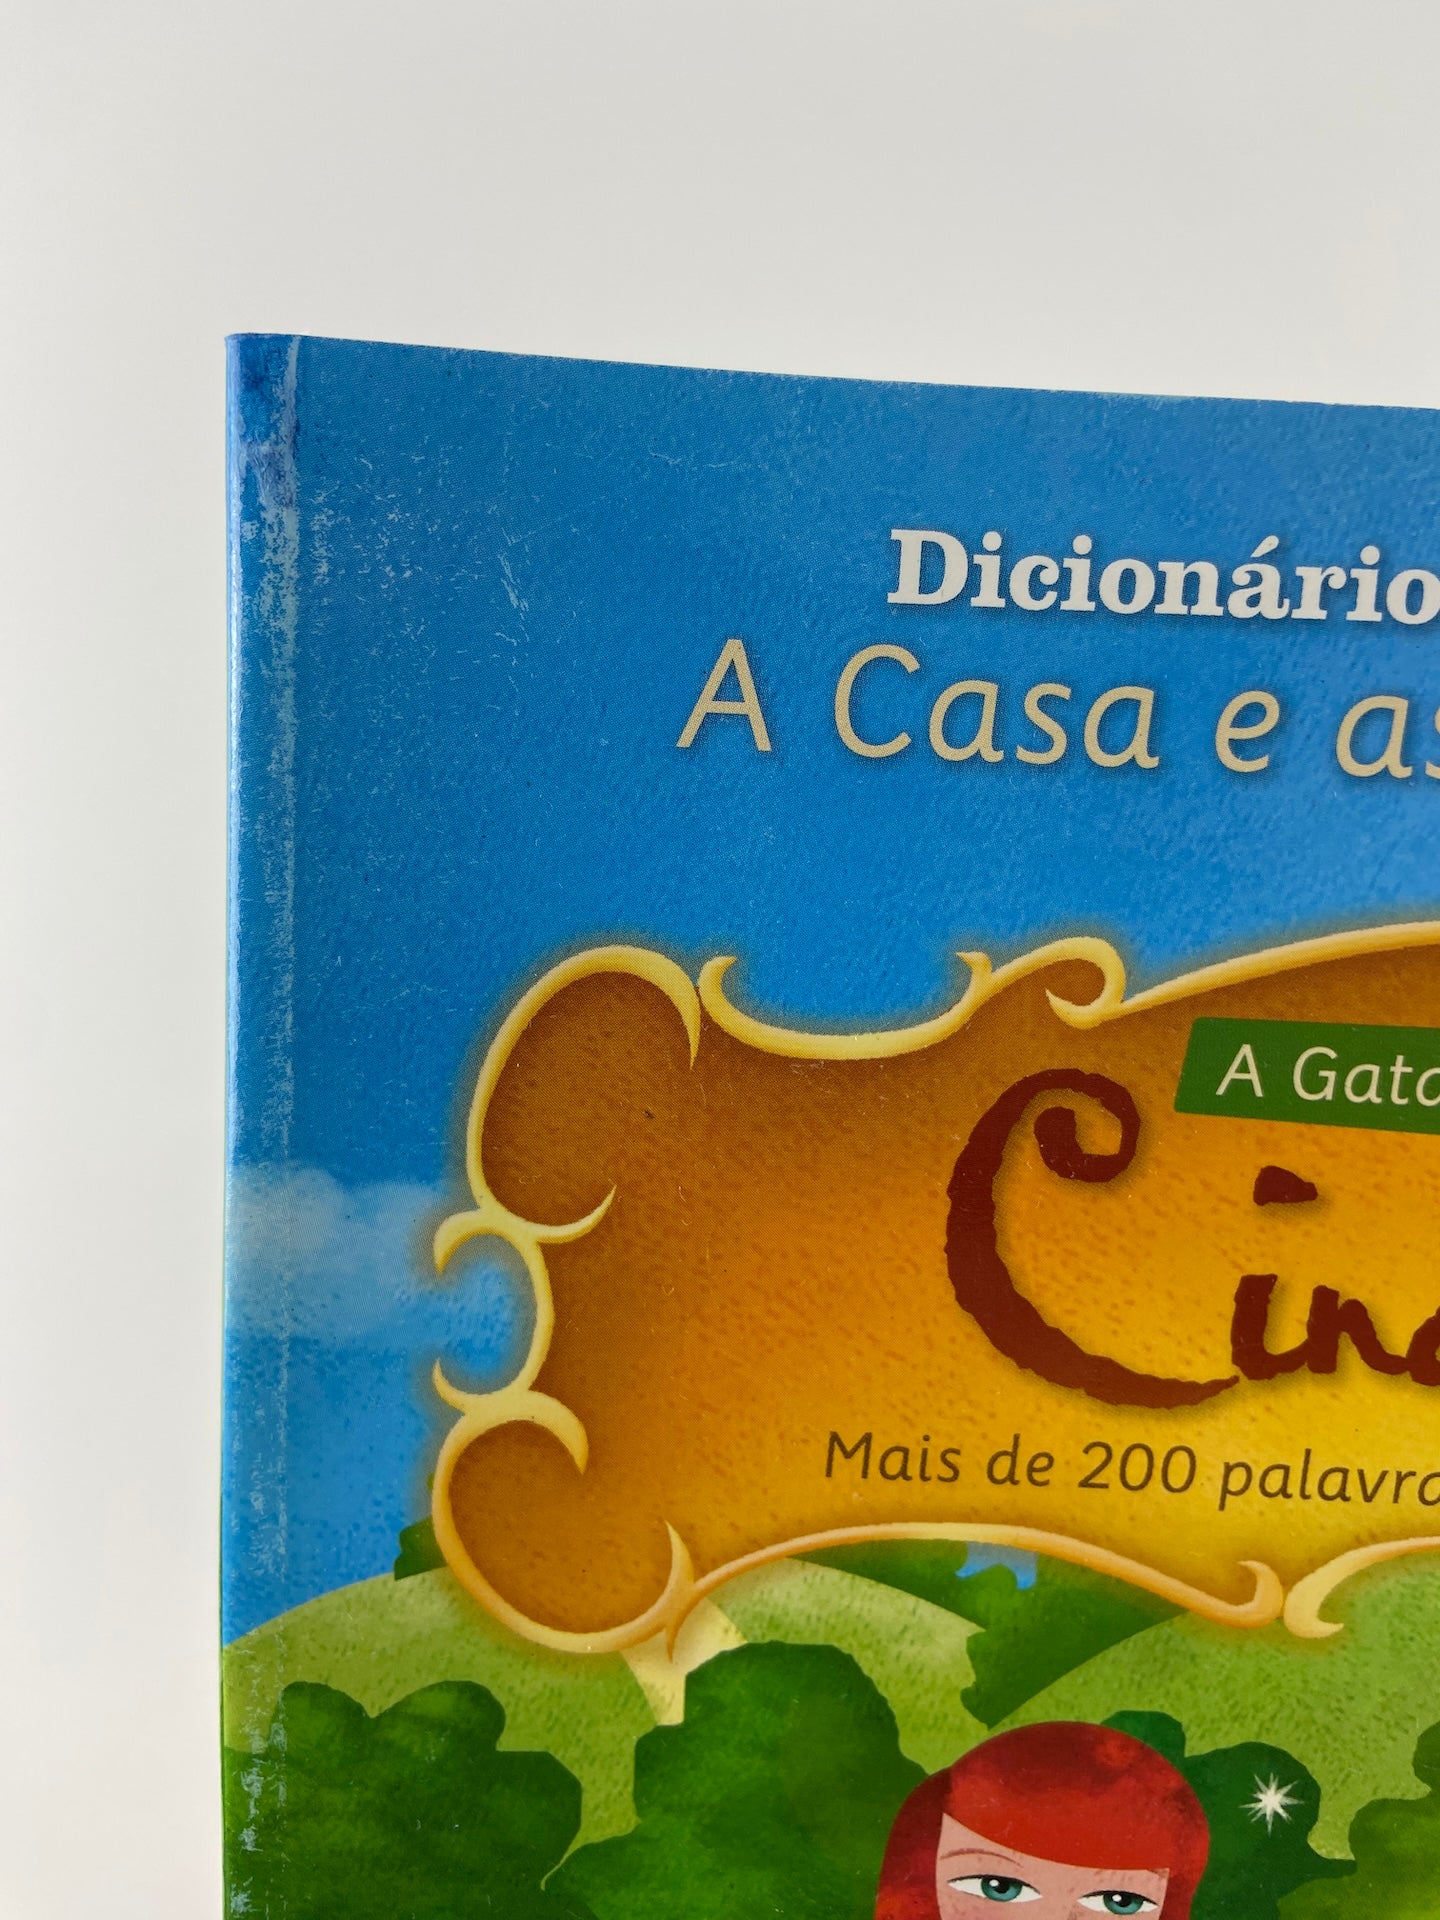 Dicionário
A Casa e as
A Gata
Cin
Mais de 200 palavra